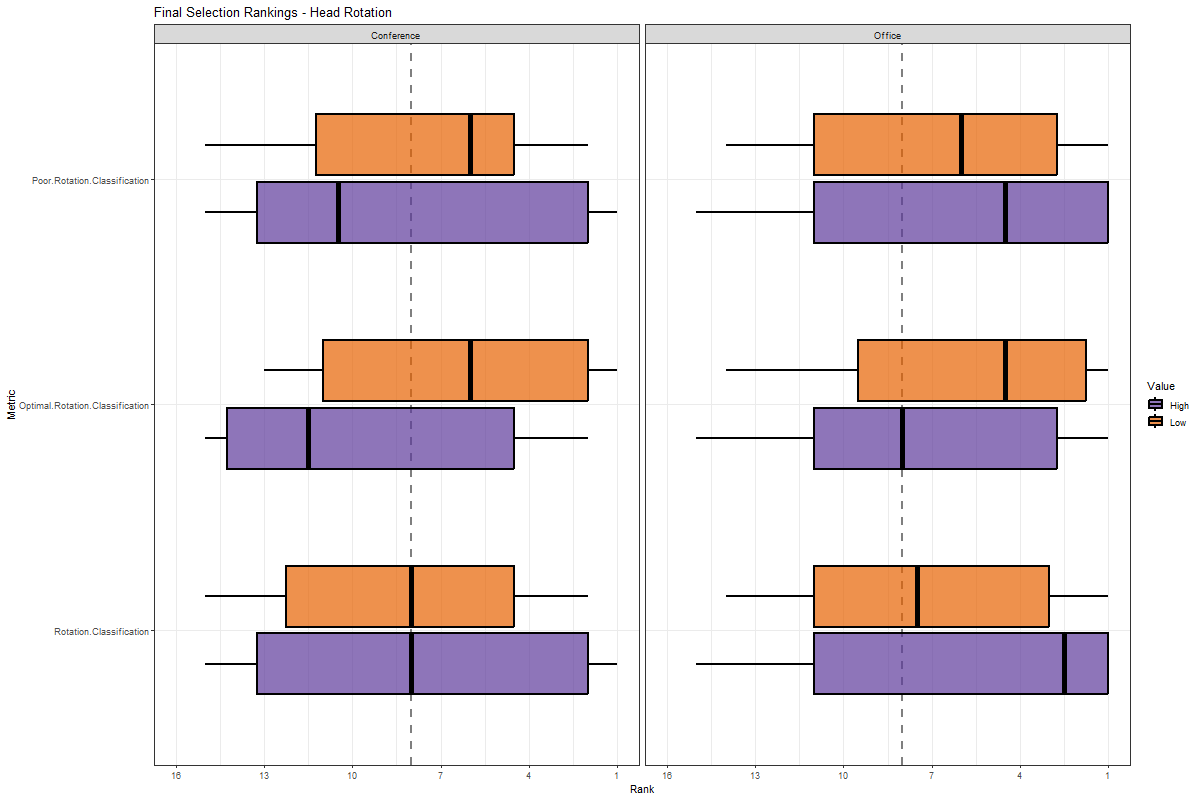 Final Selection Rankings - Head Rotation
Conference
Office
Poor.Rotation.Classification
Optimal.Rotation.Classification
Rotation.Classification
Metric
16 13 10 7 4 1
16 13 10 7 4 1
Rank
Value
High
Low